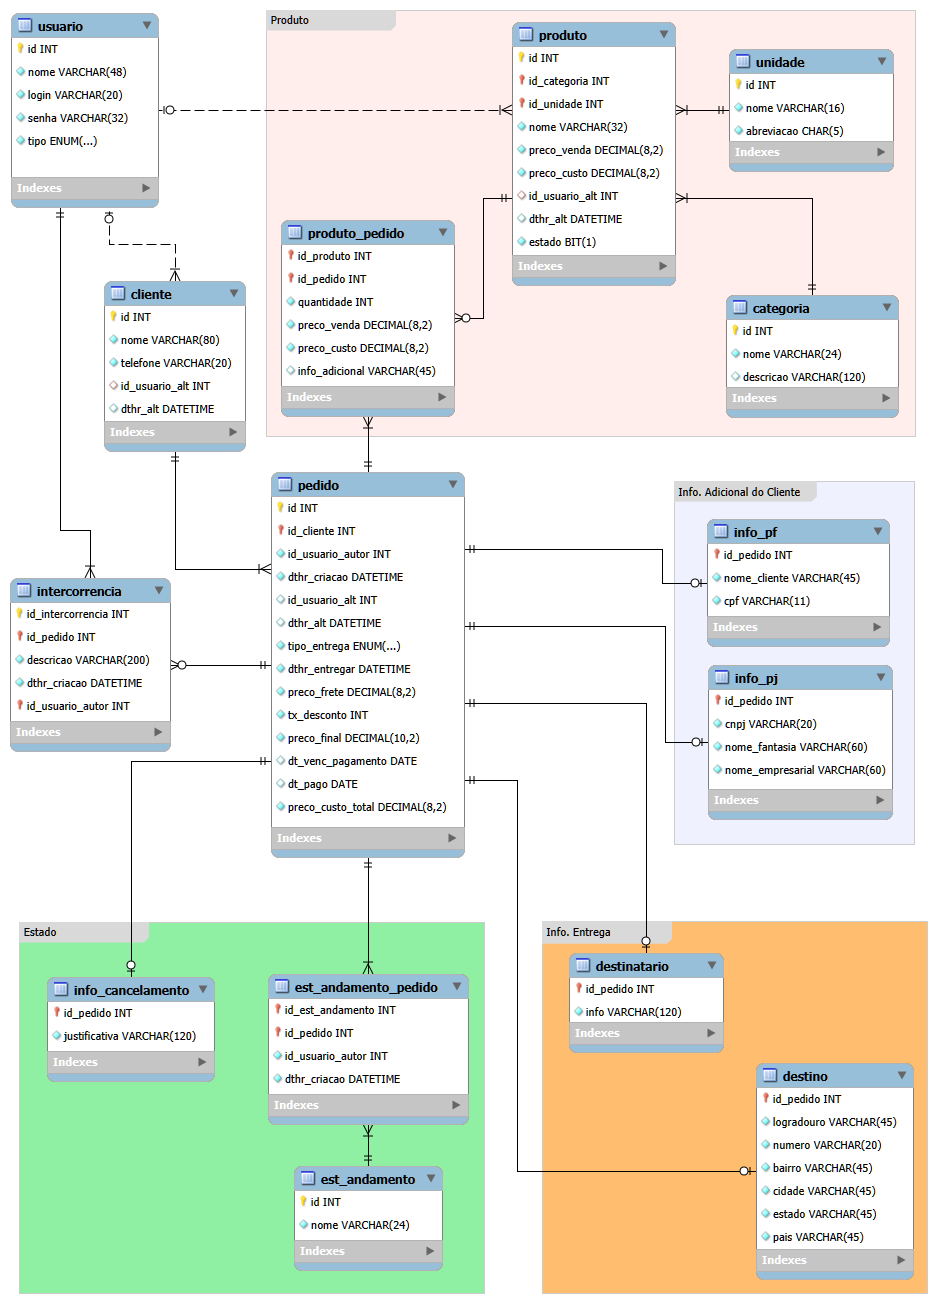 usuario
id INT
nome VARCHAR(48)
login VARCHAR(20)
senha VARCHAR(32)
tipo ENUM(...)
Indexes
Produto
produto
id INT
id_categoria INT
id_unidade INT
nome VARCHAR(32)
preco_venda DECIMAL(8,2)
preco_custo DECIMAL(8,2)
id_usuario_alt INT
dthr_alt DATETIME
estado BIT(1)
Indexes
unidade
id INT
nome VARCHAR(16)
abreviacao CHAR(5)
Indexes
produto_pedido
id_produto INT
id_pedido INT
quantidade INT
preco_venda DECIMAL(8,2)
preco_custo DECIMAL(8,2)
info_adicional VARCHAR(45)
Indexes
categoria
id INT
nome VARCHAR(24)
descricao VARCHAR(120)
Indexes
cliente
id INT
nome VARCHAR(80)
telefone VARCHAR(20)
id_usuario_alt INT
dthr_alt DATETIME
Indexes
pedido
id INT
id_cliente INT
id_usuario_autor INT
dthr_criacao DATETIME
id_usuario_alt INT
dthr_alt DATETIME
tipo_entrega ENUM(...)
dthr_entregar DATETIME
preco_frete DECIMAL(8,2)
tx_desconto INT
preco_final DECIMAL(10,2)
dt_venc_pagamento DATE
dt_pago DATE
preco_custo_total DECIMAL(8,2)
Indexes
Info. Adicional do Cliente
info_pf
id_pedido INT
nome_cliente VARCHAR(45)
cpf VARCHAR(11)
Indexes
info_pj
id_pedido INT
cnpj VARCHAR(20)
nome_fantasia VARCHAR(60)
nome_empresarial VARCHAR(60)
Indexes
intercorrencia
id_intercorrencia INT
id_pedido INT
descricao VARCHAR(200)
dthr_criacao DATETIME
id_usuario_autor INT
Indexes
Estado
info_cancelamento
id_pedido INT
justificativa VARCHAR(120)
Indexes
est_andamento_pedido
id_est_andamento INT
id_pedido INT
id_usuario_autor INT
dthr_criacao DATETIME
Indexes
est_andamento
id INT
nome VARCHAR(24)
Indexes
Info. Entrega
destinatario
id_pedido INT
info VARCHAR(120)
Indexes
destino
id_pedido INT
logradouro VARCHAR(45)
numero VARCHAR(20)
bairro VARCHAR(45)
cidade VARCHAR(45)
estado VARCHAR(45)
pais VARCHAR(45)
Indexes